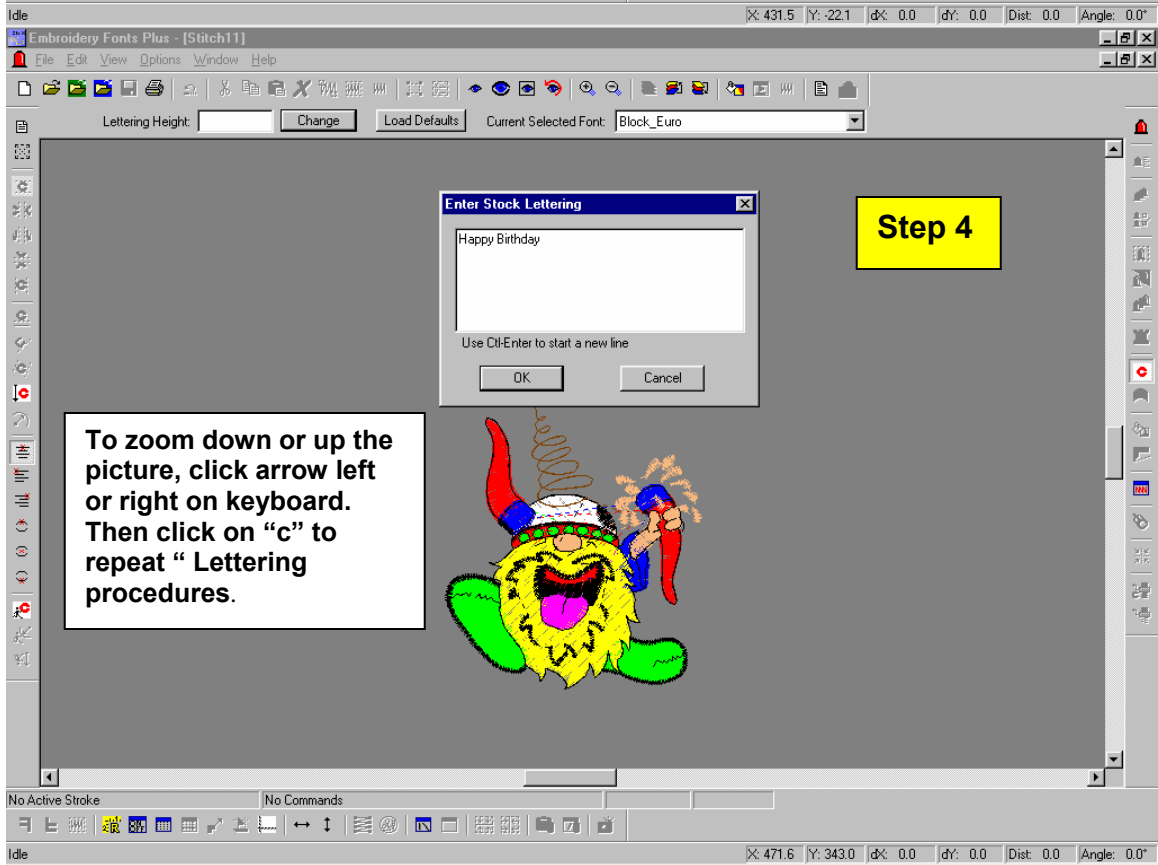 Idle X: 431.5 Y: -22.1 dX: 0.0 dY: 0.0 Dist: 0.0 Angle: 0.0°
Embroidery Fonts Plus - [Stitch11]
File Edit View Options Window Help
Lettering Height: Change Load Defaults Current Selected Font: Block_Euro
Enter Stock Lettering
Happy Birthday
Use Ctl-Enter to start a new line
OK Cancel
Step 4
To zoom down or up the
picture, click arrow left
or right on keyboard.
Then click on “c” to
repeat “ Lettering
procedures.
No Active Stroke No Commands
Idle X: 471.6 Y: 343.0 dX: 0.0 dY: 0.0 Dist: 0.0 Angle: 0.0°